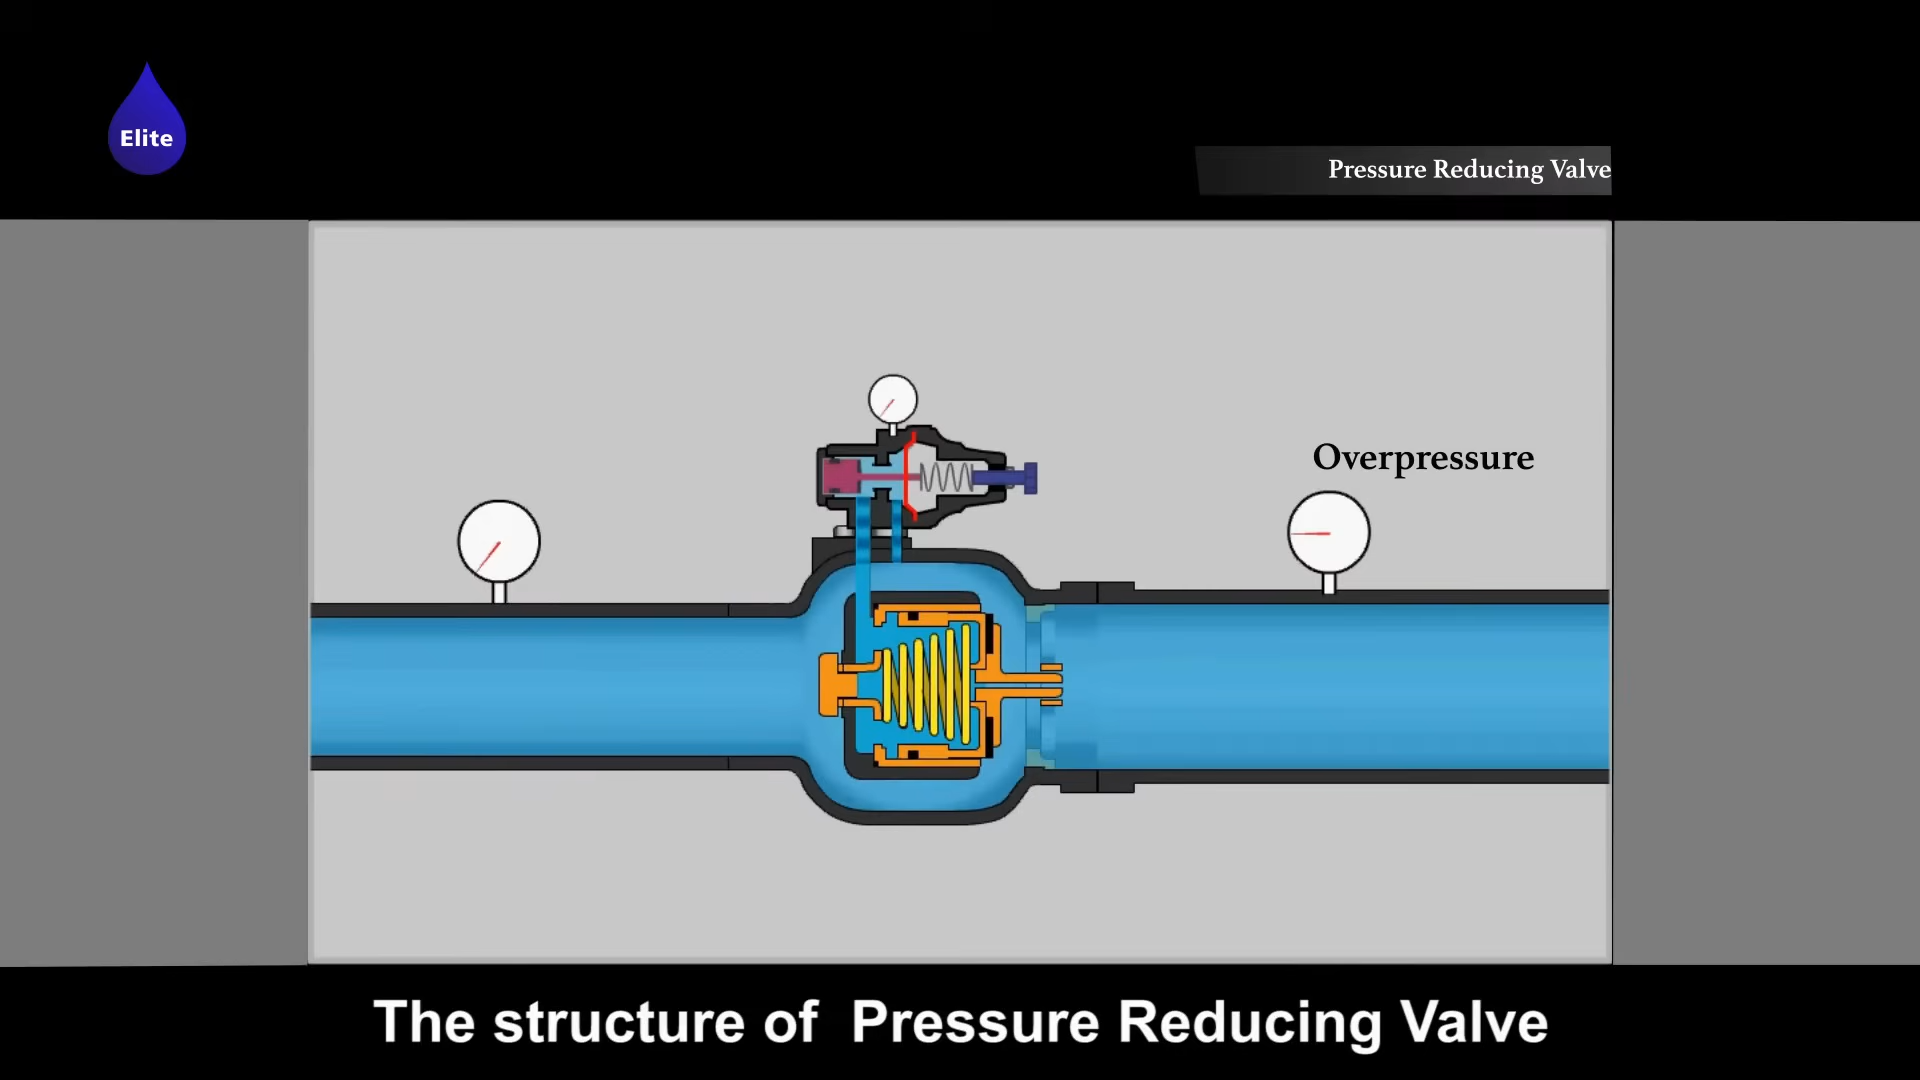 Elite
Pressure Reducing Valve
Overpressure
The structure of  Pressure Reducing Valve